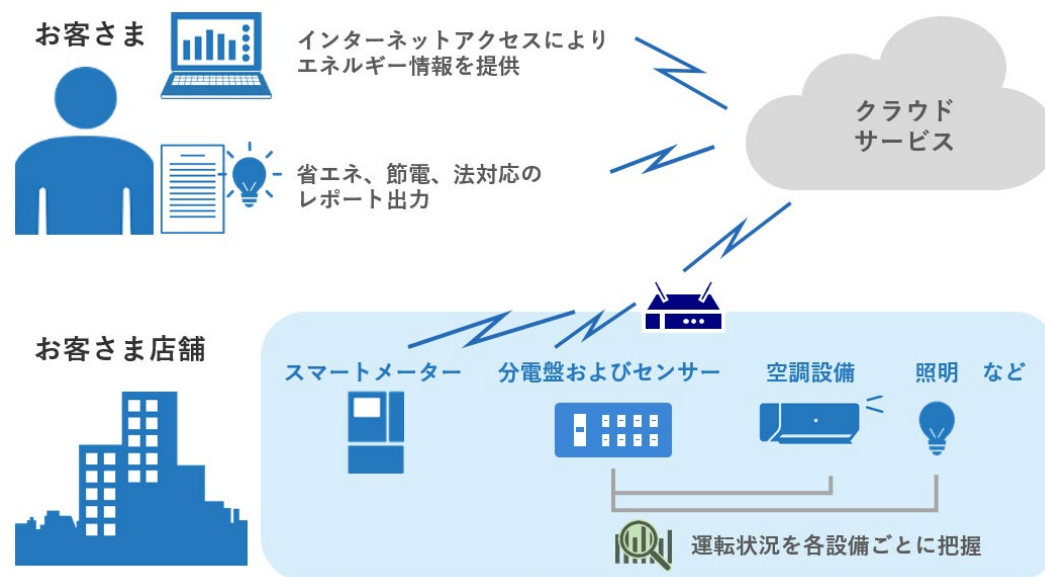 お客さま
インターネットアクセスにより
エネルギー情報を提供
クラウド
サービス
省エネ、節電、法対応の
レポート出力
お客さま店舗
スマートメーター
分電盤およびセンサー
空調設備
照明 など
運転状況を各設備ごとに把握